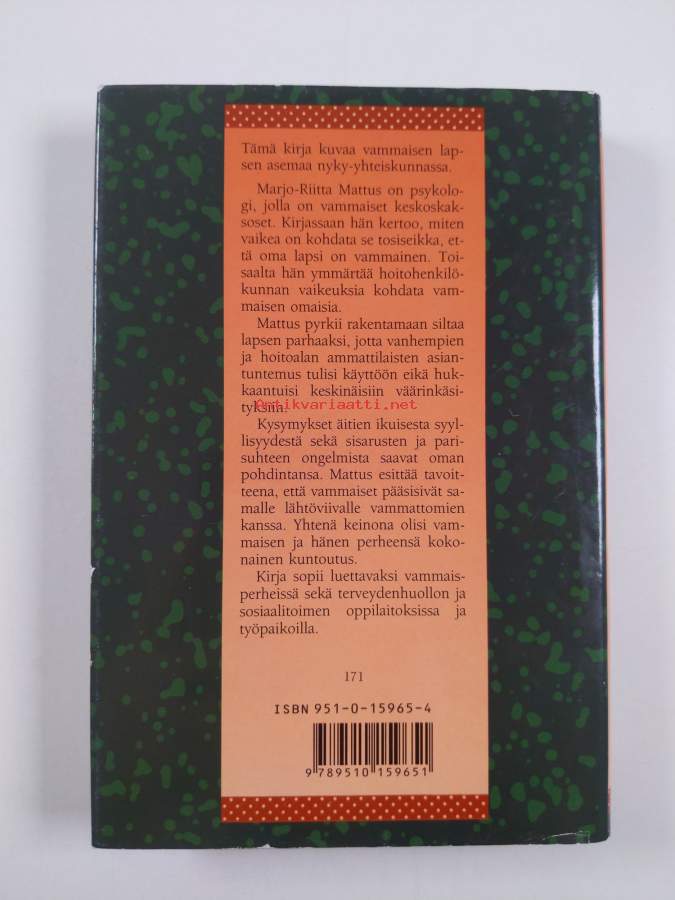 Tämä kirja kuvaa vammaisen lap-
sen asemaa nyky-yhteiskunnassa.
Marjo-Riitta Mattus on psykolo-
gi, jolla on vammaiset keskoskak-
soset. Kirjassaan hän kertoo, miten
vaikea on kohdata se tosiseikka, et-
tä oma lapsi on vammainen. Toi-
saalta hän ymmärtää hoitohenkilö-
kunnan vaikeuksia kohdata vam-
maisen omaisia.
Mattus pyrkii rakentamaan siltaa
lapsen parhaaksi, jotta vanhempien
ja hoitoalan ammattilaisten asian-
tuntemus tulisi käyttöön eikä huk-
kaantuisi keskinäisiin väärinkäsi-
tyksiin.
Antikvariaatti.net
Kysymykset äitien ikuisesta syyl-
lisyydestä sekä sisarusten ja pari-
suhteen ongelmista saavat oman
pohdintansa. Mattus esittää tavoit-
teena, että vammaiset pääsisivät sa-
malle lähtöviivalle vammattomien
kanssa. Yhtenä keinona olisi vam-
maisen ja hänen perheensä koko-
nainen kuntoutus.
Kirja sopii luettavaksi vammais-
perheissä sekä terveydenhuollon ja
sosiaalitoimen oppilaitoksissa ja
työpaikoilla.
171
ISBN 951-0-15965-4
9 789510 159651